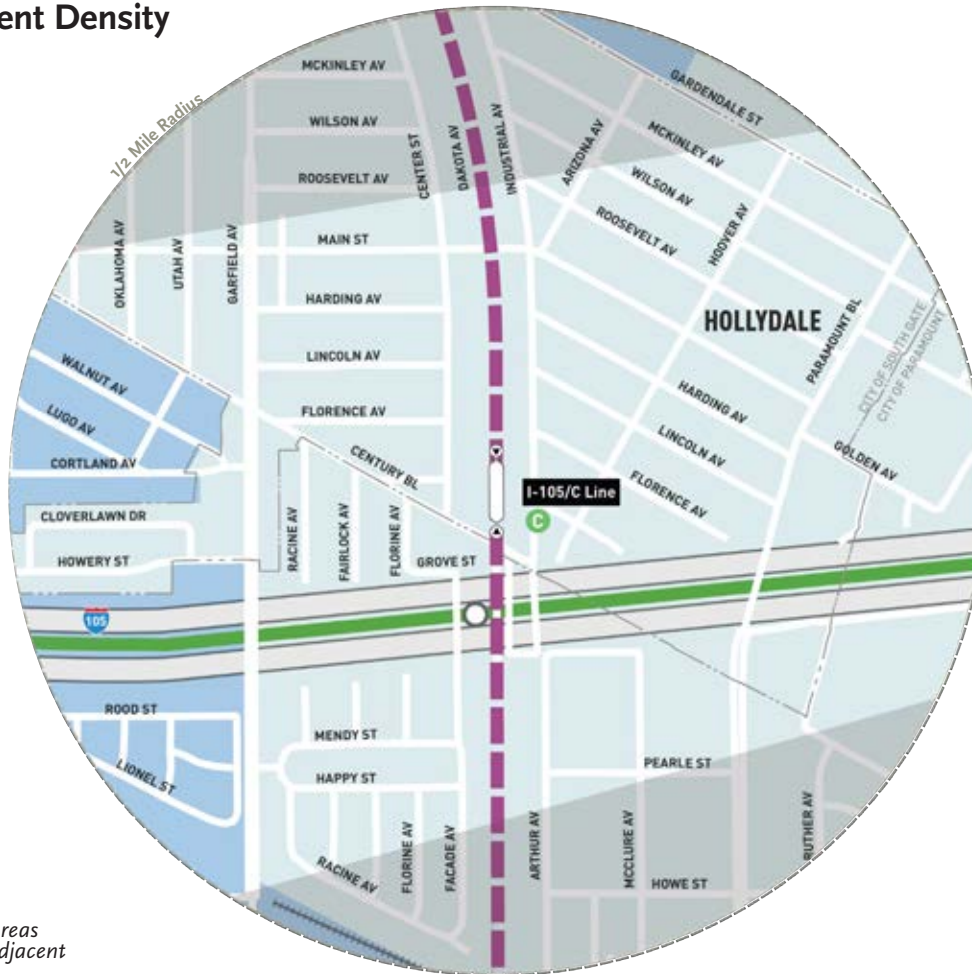 ent Density
1/2 Mile Radius
MCKINLEY AV
WILSON AV
ROOSEVELT AV
CENTER ST
DAKOTA AV
INDUSTRIAL AV
ARIZONA AV
GARDENDALE ST
MCKINLEY AV
WILSON AV
ROOSEVELT AV
HOOVER AV
OKLAHOMA AV
UTAH AV
GARFIELD AV
MAIN ST
HARDING AV
LINCOLN AV
FLORENCE AV
HOLLYDALE
PARAMOUNT BL
CITY OF SOUTH GATE
CITY OF PARAMOUNT
WALNUT AV
LUGO AV
CORTLAND AV
CLOVERLAWN DR
HOWERY ST
CENTURY BL
HARDING AV
LINCOLN AV
FLORENCE AV
GOLDEN AV
I-105/C Line
C
RACINE AV
FAIRLOCK AV
FLORINE AV
GROVE ST
105
ROOD ST
LIONEL ST
MENDY ST
HAPPY ST
RACINE AV
FLORINE AV
FACADE AV
ARTHUR AV
MCCLURE AV
PEARLE ST
HOWE ST
RUTHER AV
reas
djacent